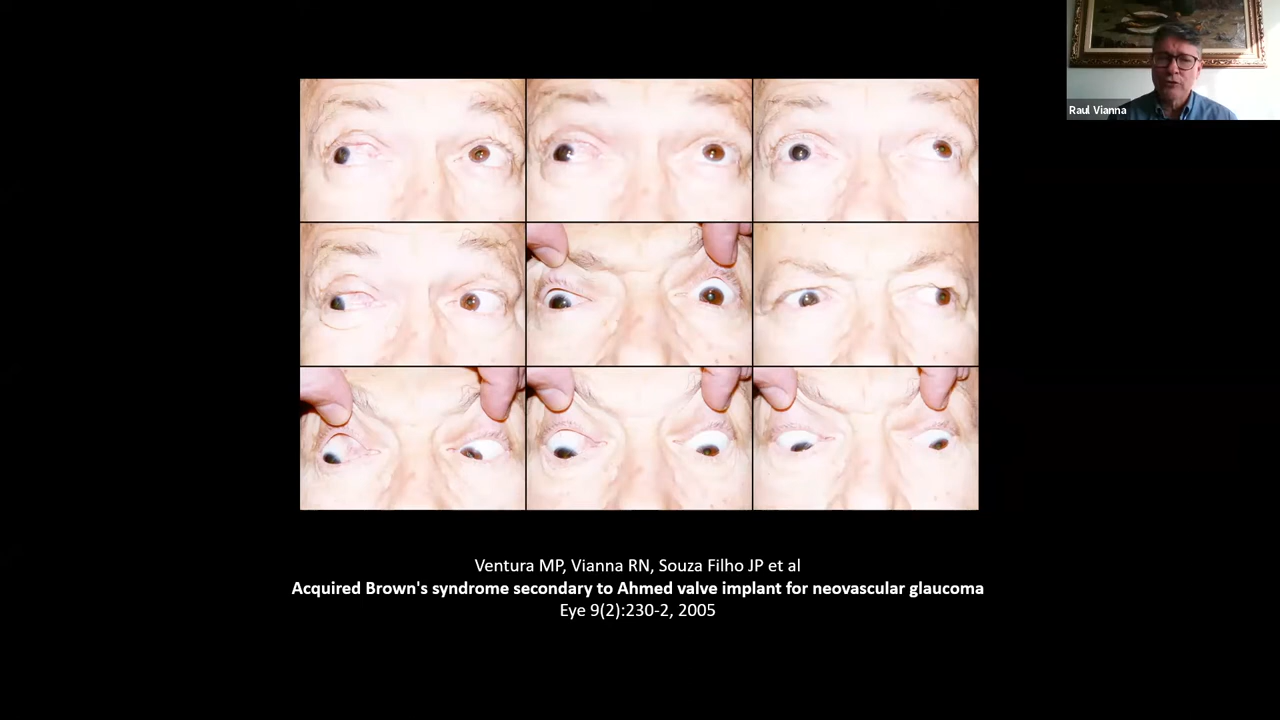 Raul Vianna
Ventura MP, Vianna RN, Souza Filho JP et al
Acquired Brown's syndrome secondary to Ahmed valve implant for neovascular glaucoma
Eye 9(2):230-2, 2005